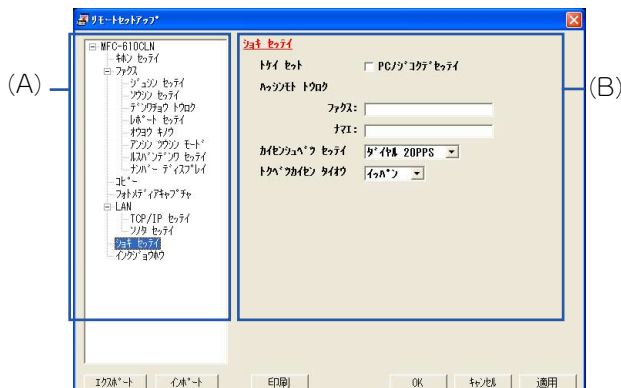 ﾘﾓｰﾄｾｯﾄｱｯﾌﾟ
MFC-610CLN
ｷﾎﾝ ｾｯﾃｲ
ﾌｧｸｽ
ｼﾞｭｼﾝ ｾｯﾃｲ
ｿｳｼﾝ ｾｯﾃｲ
ﾃﾞﾝﾜﾁｮｳ ﾄｳﾛｸ
ﾚﾎﾟｰﾄ ｾｯﾃｲ
ｵｳﾖｳ ｷﾉｳ
ｱﾝｼﾝ ﾂｳｼﾝ ﾓｰﾄﾞ
ﾙｽﾊﾞﾝﾃﾞﾝﾜ ｾｯﾃｲ
ﾅﾝﾊﾞｰ ﾃﾞｨｽﾌﾟﾚｲ
ｺﾋﾟｰ
ﾌｫﾄﾒﾃﾞｨｱｷｬﾌﾟﾁｬ
LAN
TCP/IP ｾｯﾃｲ
ｿﾉﾀ ｾｯﾃｲ
ｼｮｷ ｾｯﾃｲ
ｲﾝｸｼﾞｮｳﾎｳ
(A)
ｼｮｷ ｾｯﾃｲ
ﾄｹｲ ｾｯﾄ PCﾉｼﾞｺｸﾃﾞｾｯﾃｲ
ﾊｯｼﾝﾓﾄ ﾄｳﾛｸ
ﾌｧｸｽ:
ﾅﾏｴ:
ｶｲｾﾝｼｭﾍﾞﾂ ｾｯﾃｲ ﾀﾞｲﾔﾙ 20PPS
ﾄｸﾍﾞﾂｶｲｾﾝ ﾀｲｵｳ ｲｯﾊﾟﾝ
(B)
ｴｸｽﾎﾟｰﾄ ｲﾝﾎﾟｰﾄ 印刷 OK ｷｬﾝｾﾙ 適用